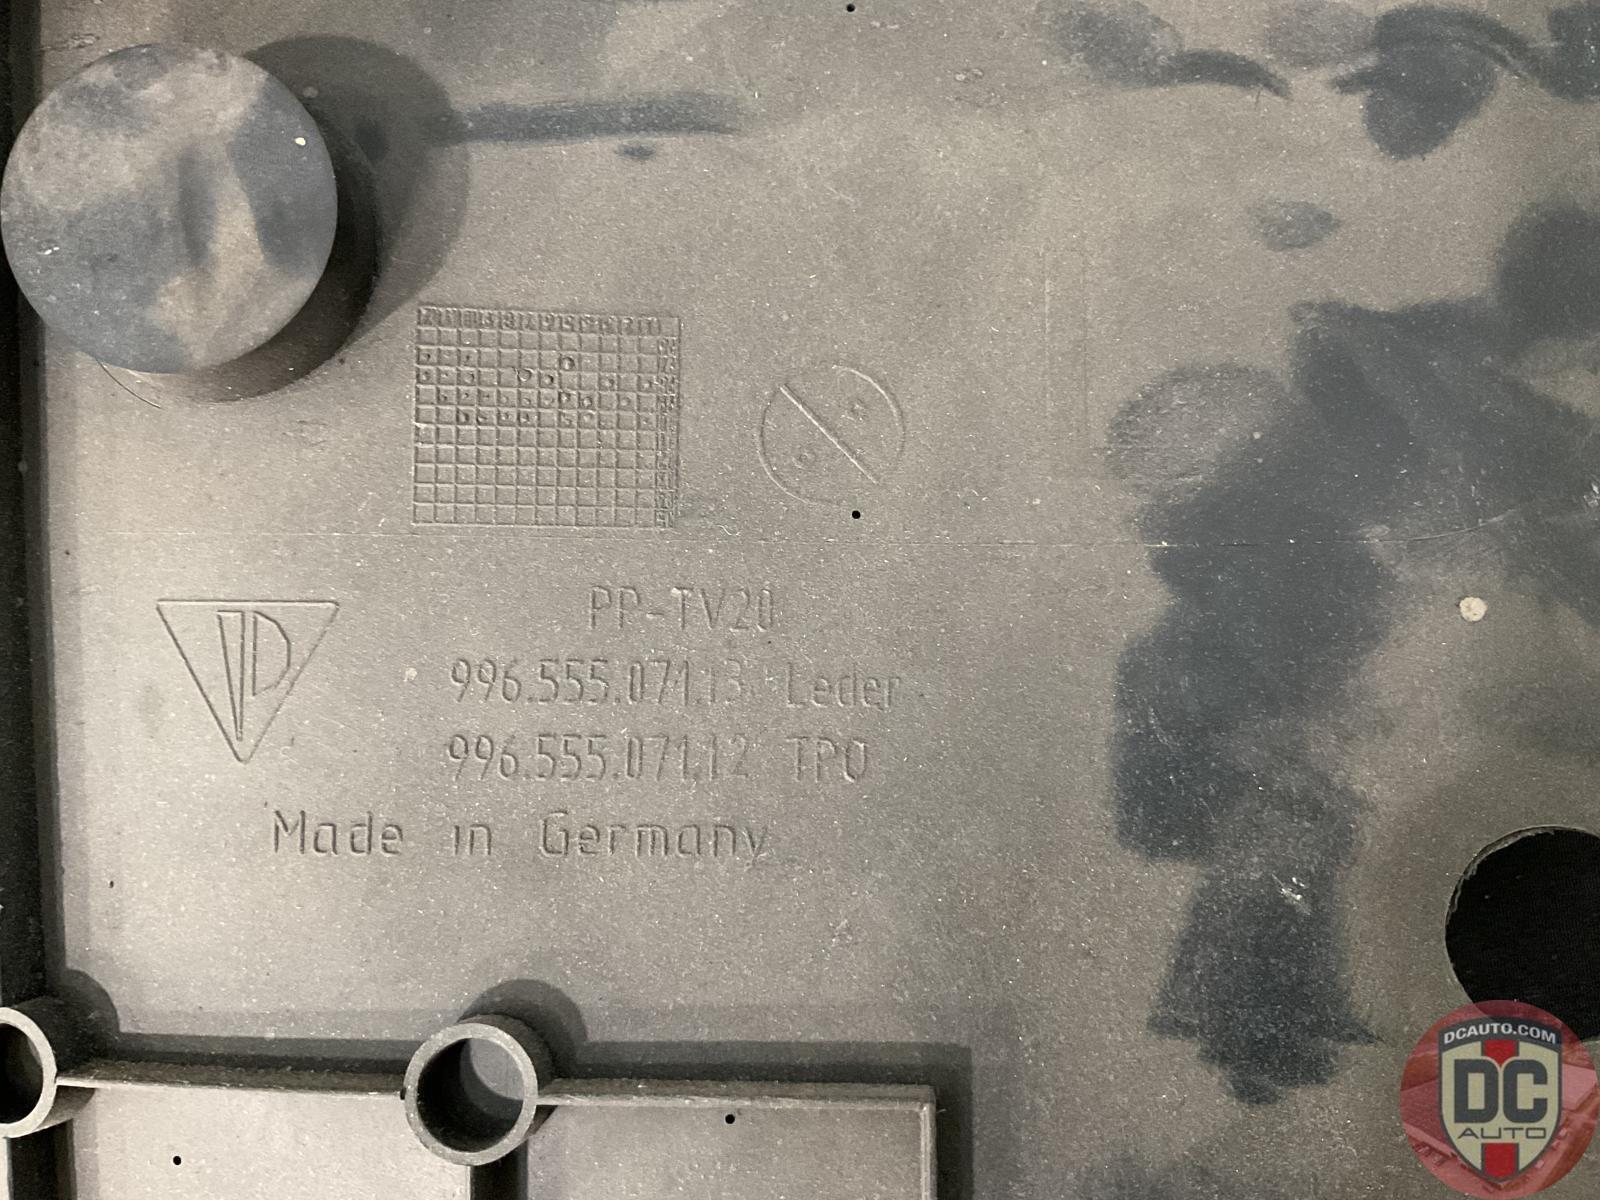 PP-TV20
996.555.071.13 Leder
996.555.071.12 TPO
Made in Germany
DCAUTO.COM
DC
AUTO